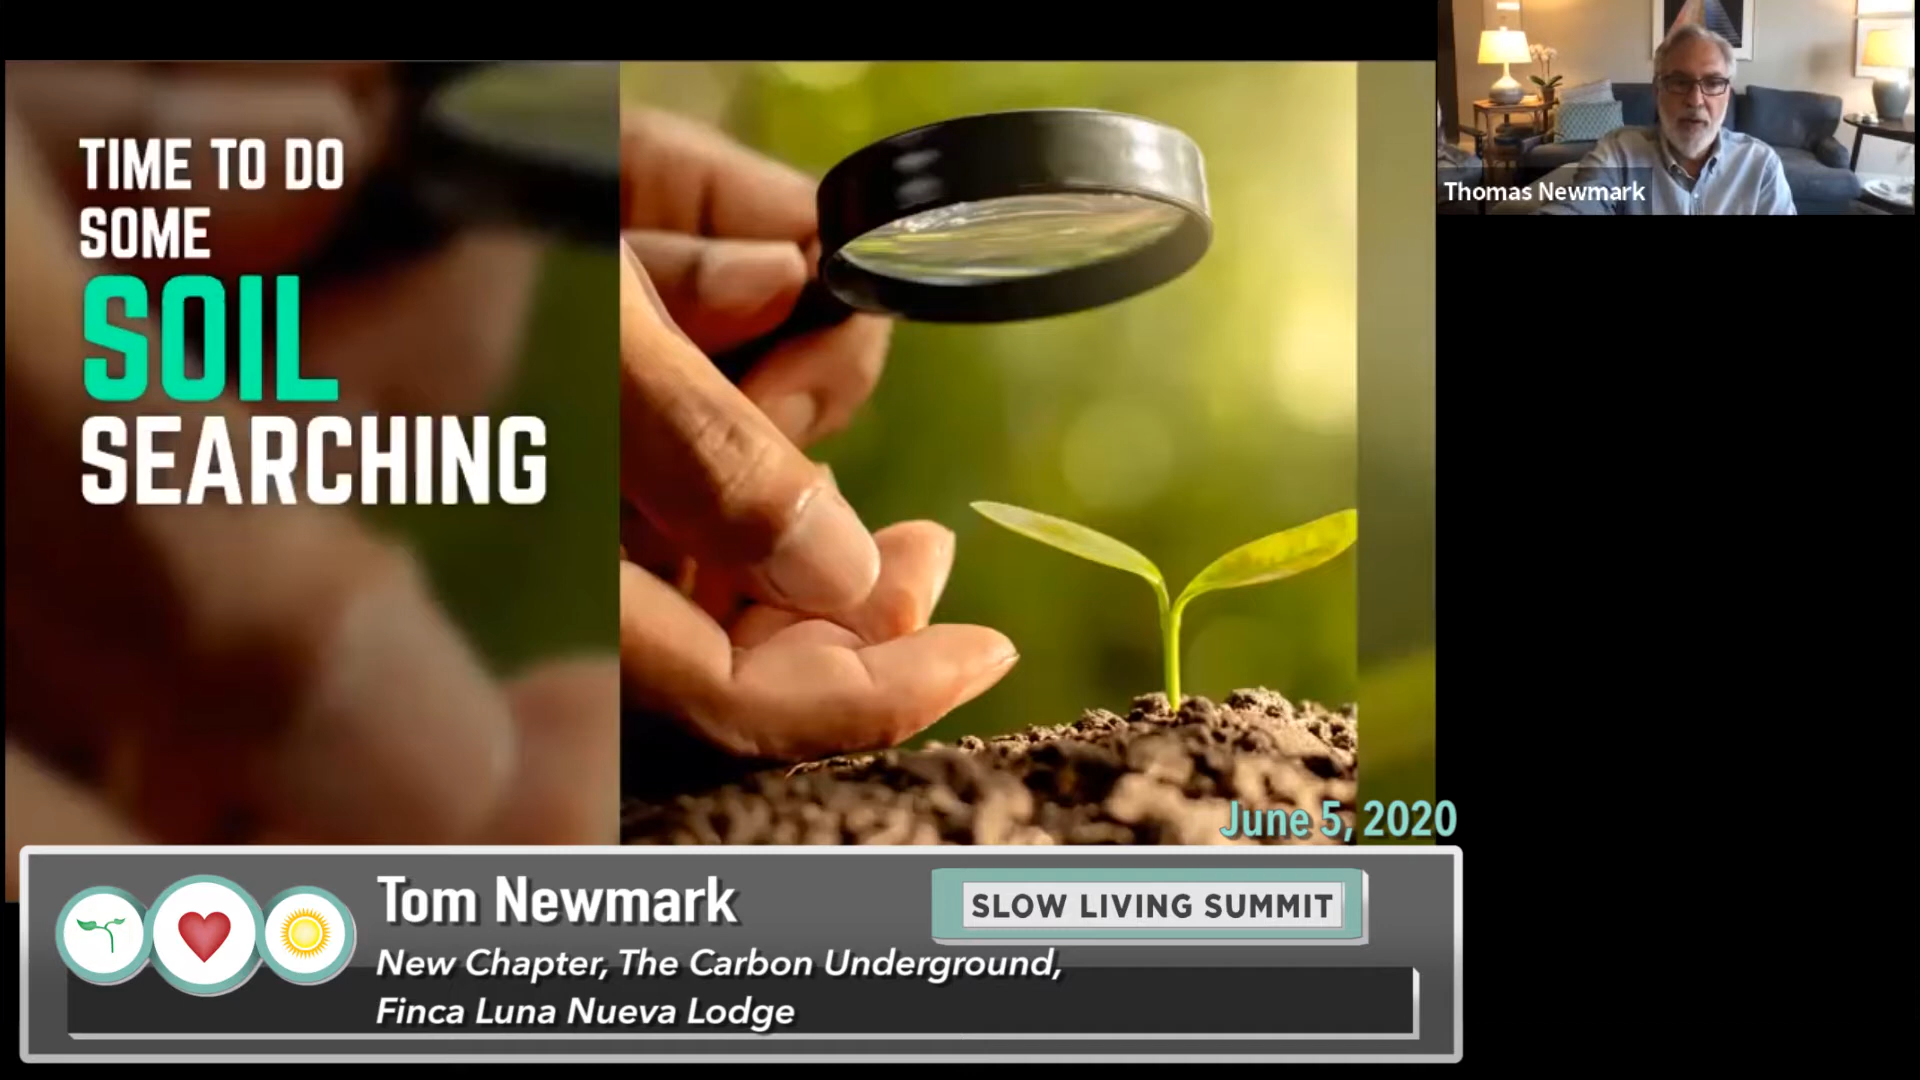 TIME TO DO
SOME
SOIL
SEARCHING
Thomas Newmark
June 5, 2020
Tom Newmark
SLOW LIVING SUMMIT
New Chapter, The Carbon Underground,
Finca Luna Nueva Lodge